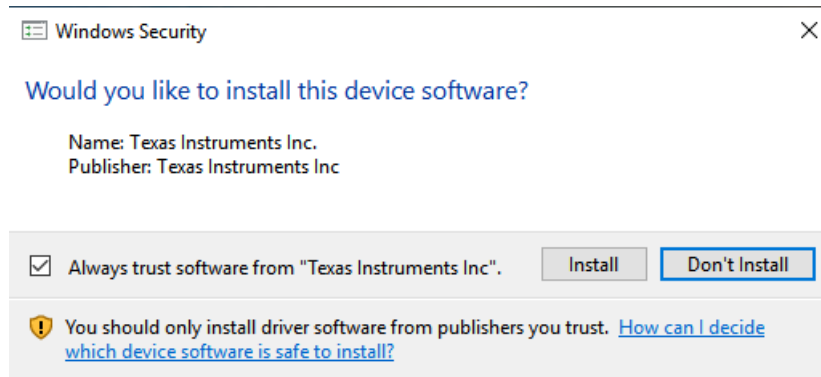 Windows Security
Would you like to install this device software?
Name: Texas Instruments Inc.
Publisher: Texas Instruments Inc
Always trust software from "Texas Instruments Inc".
Install
Don't Install
You should only install driver software from publishers you trust. How can I decide
which device software is safe to install?